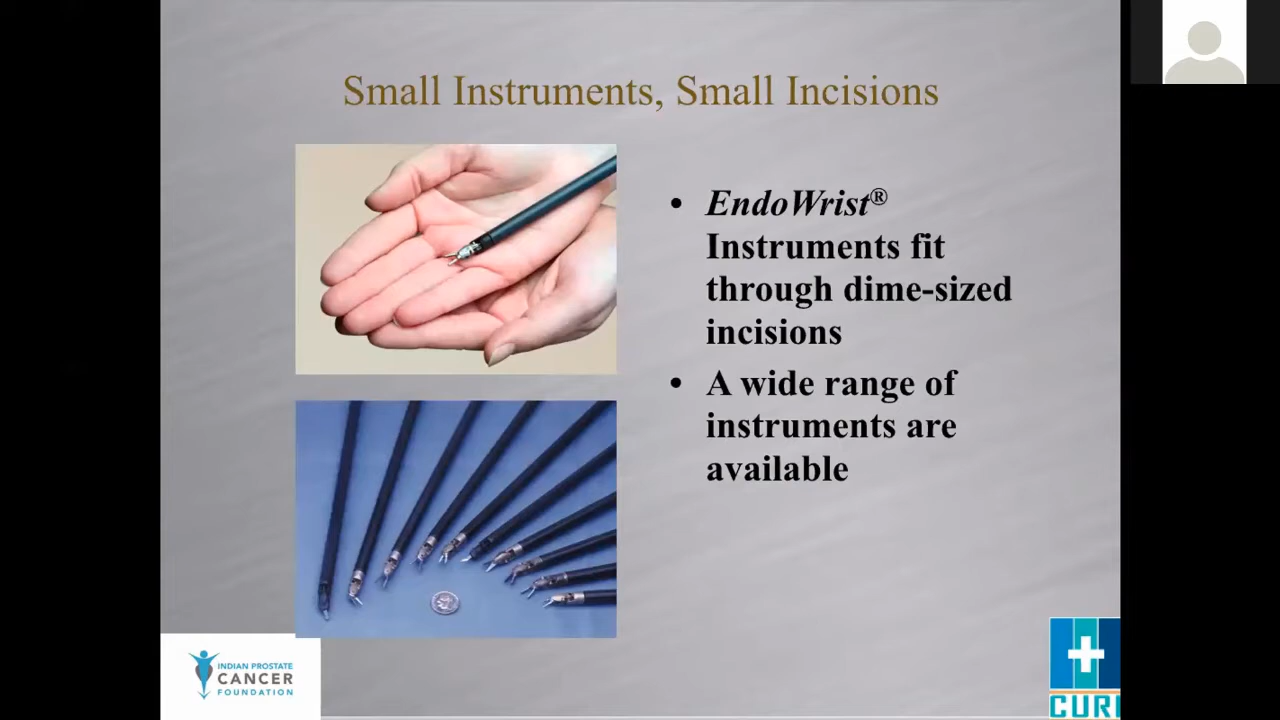 Small Instruments, Small Incisions
• EndoWrist®
Instruments fit
through dime-sized
incisions
• A wide range of
instruments are
available
INDIAN PROSTATE
CANCER
FOUNDATION
CURI